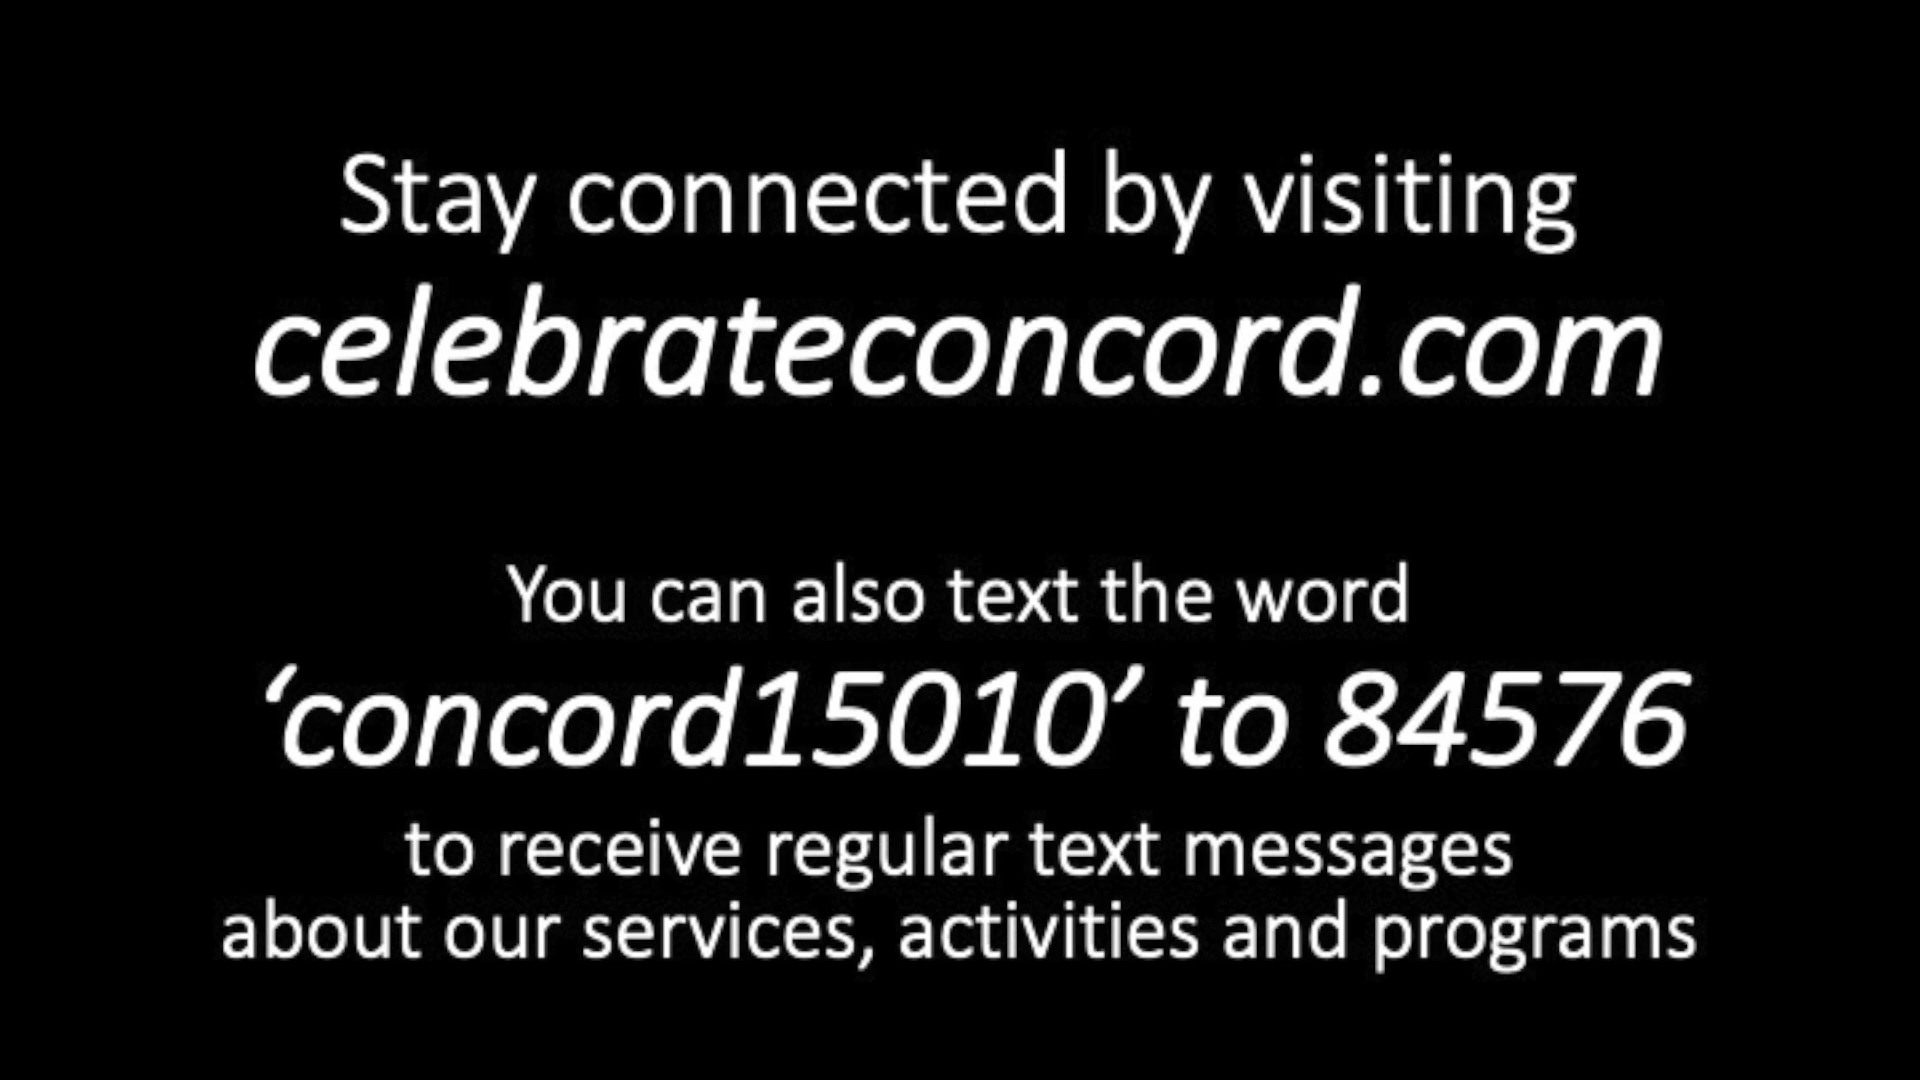 Stay connected by visiting
celebrateconcord.com
You can also text the word
‘concord15010’ to 84576
to receive regular text messages
about our services, activities and programs